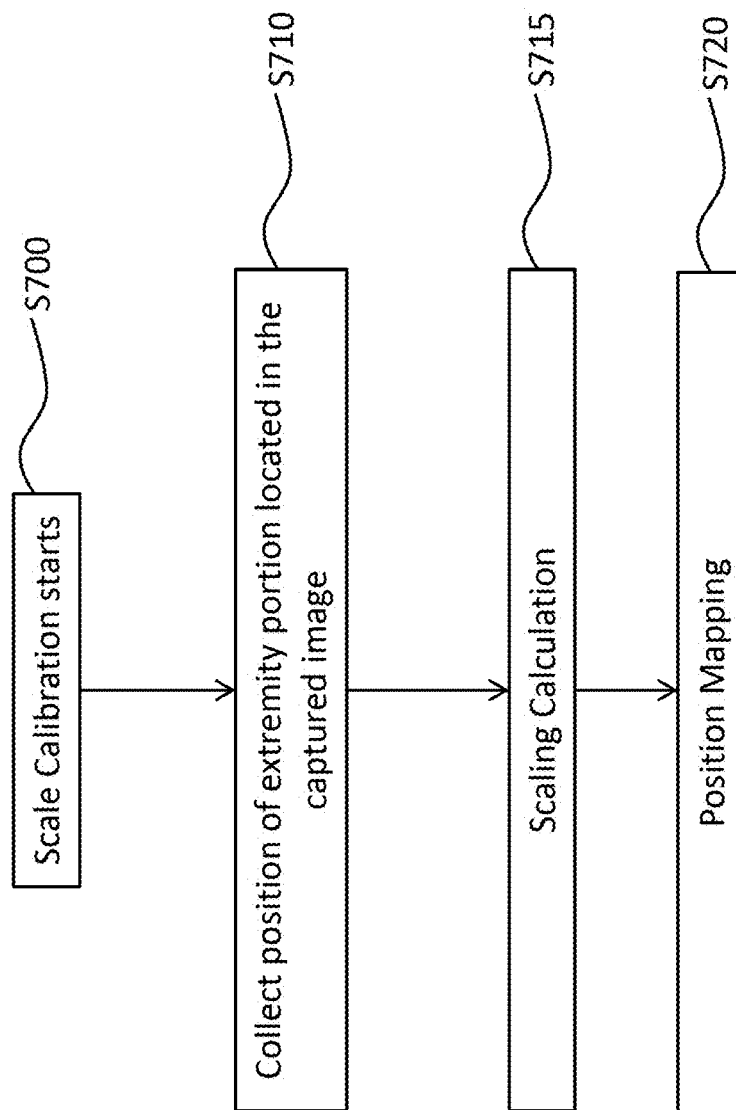 Scale Calibration starts
S700
Collect position of extremity portion located in the
captured image
S710
Scaling Calculation
S715
Position Mapping
S720